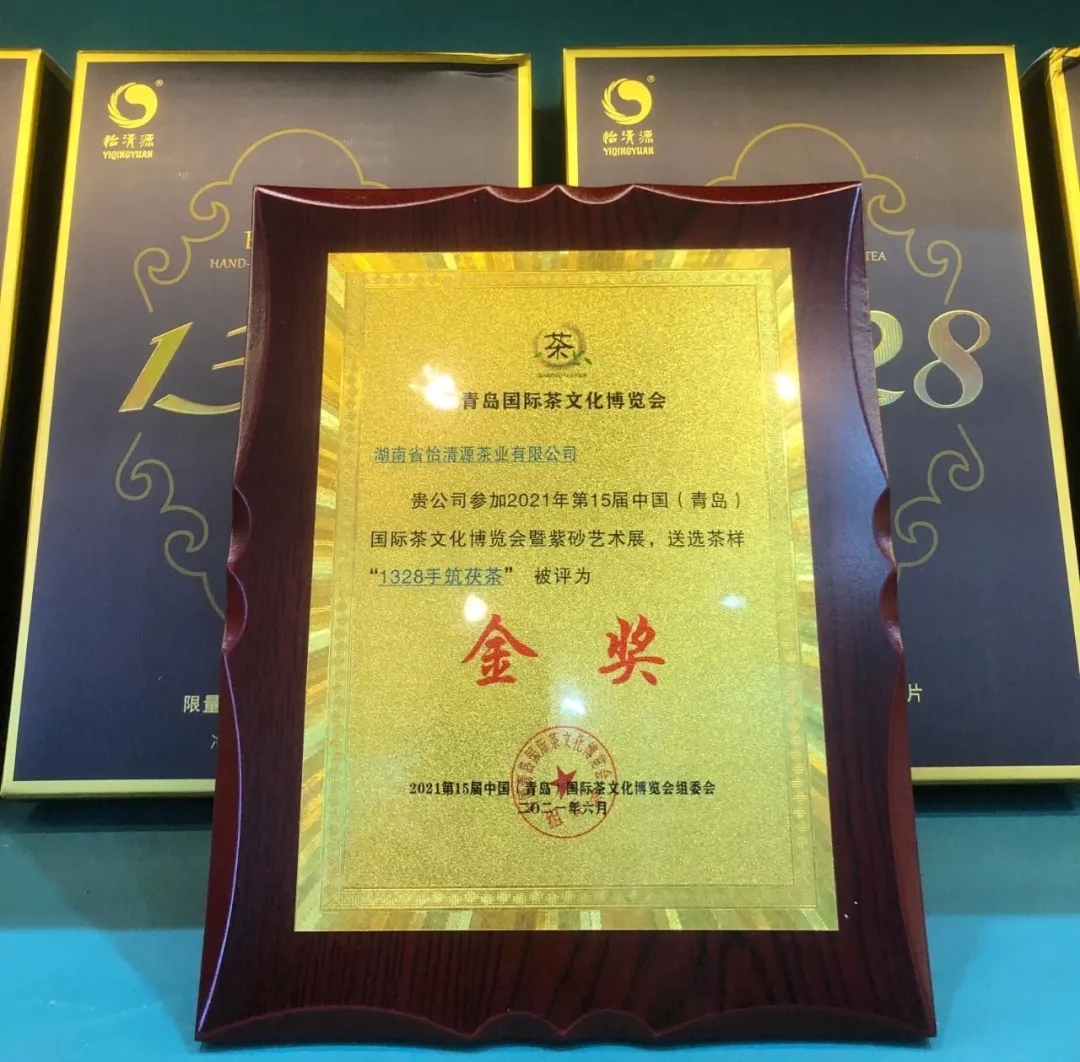 怡清源®
YIQINGYUAN
HAND-
13
限量
怡清源®
YIQINGYUAN
TEA
28
片
茶
青岛国际茶文化博览会
湖南省怡清源茶业有限公司
贵公司参加2021年第15届中国（青岛）
国际茶文化博览会暨紫砂艺术展，送选茶样
“1328手筑茯茶” 被评为
金 奖
2021第15届中国（青岛）国际茶文化博览会组委会
二〇二一年六月